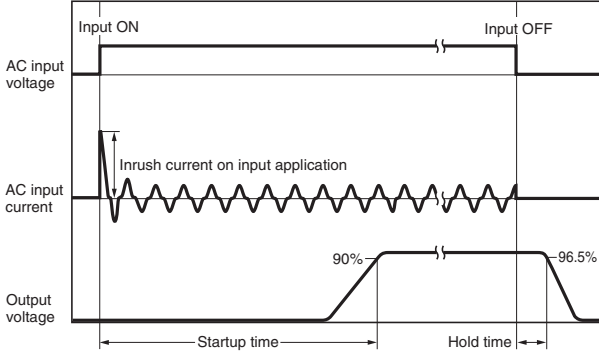 Input ON
Input OFF
AC input
voltage
Inrush current on input application
AC input
current
90%
96.5%
Output
voltage
Startup time
Hold time